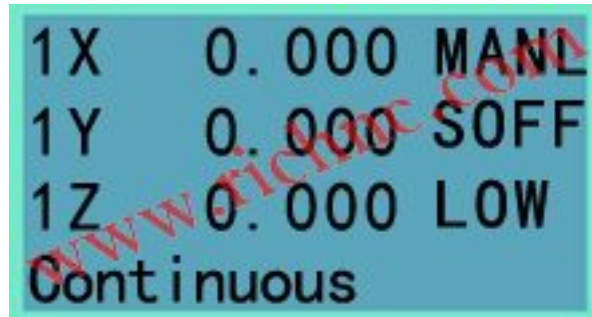 1X 0.000 MANL
1Y 0.000 SOFF
1Z 0.000 LOW
Continuous
www.richnc.com